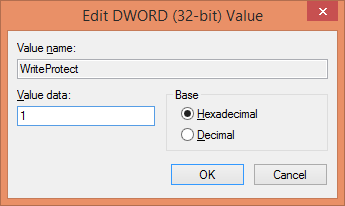 Edit DWORD (32-bit) Value
Value name:
WriteProtect
Value data:
1
Base
Hexadecimal
Decimal
OK Cancel